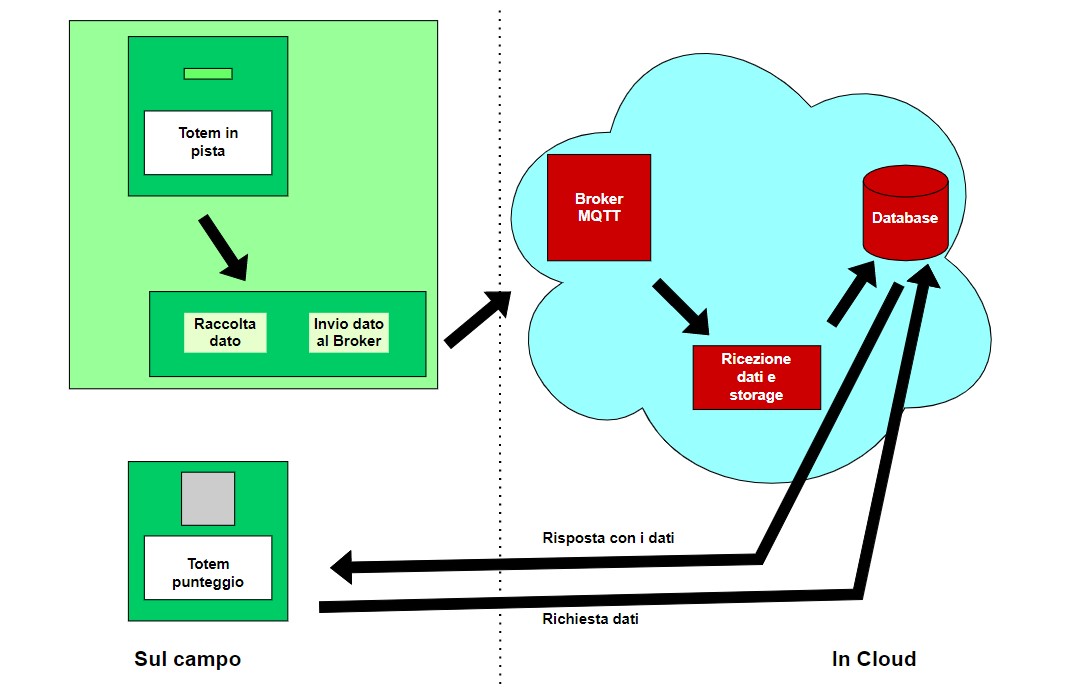 Totem in
pista
Raccolta
dato
Invio dato
al Broker
Broker
MQTT
Database
Ricezione
dati e
storage
Totem
punteggio
Risposta con i dati
Richiesta dati
Sul campo
In Cloud